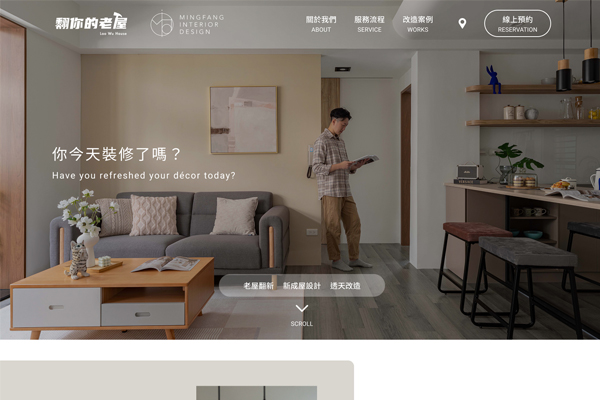 翻你的老屋
Lao Wu House
MINGFANG
INTERIOR
DESIGN
關於我們
ABOUT
服務流程
SERVICE
改造案例
WORKS
線上預約
RESERVATION
你今天裝修了嗎？
Have you refreshed your décor today?
老屋翻新 新成屋設計 透天改造
SCROLL